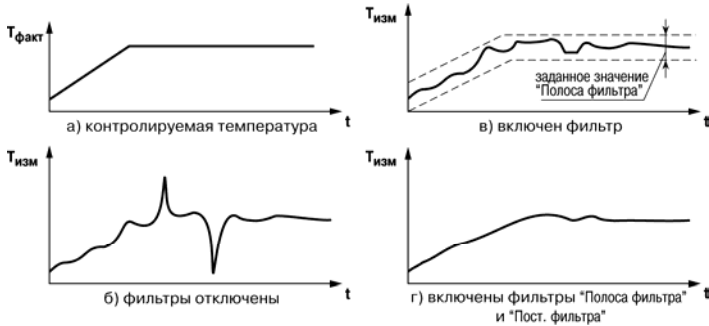 Tфакт
t
а) контролируемая температура
Tизм
заданное значение
“Полоса фильтра”
t
в) включен фильтр
Tизм
t
б) фильтры отключены
Tизм
t
г) включены фильтры “Полоса фильтра”
и “Пост. фильтра”